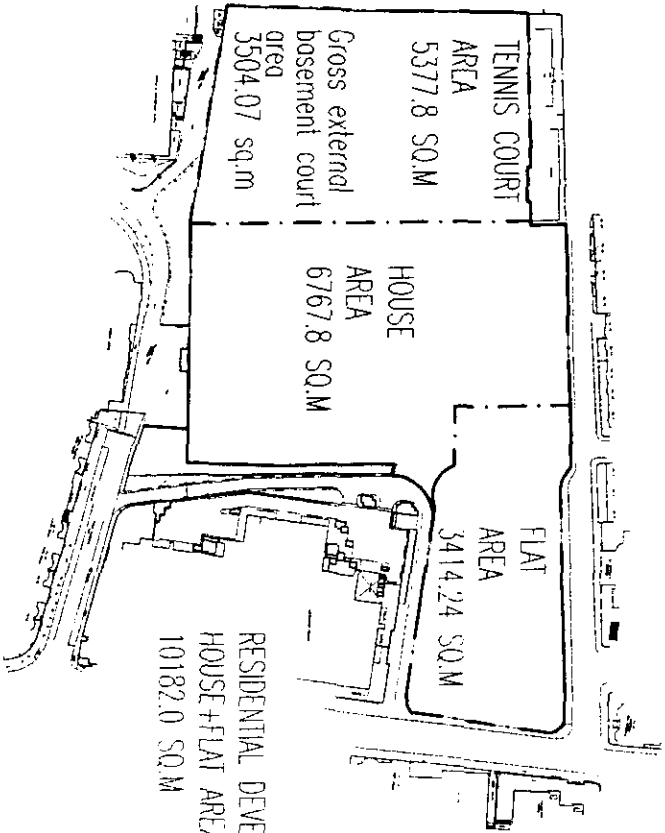 TENNIS COURT
AREA
5377.8 SQ.M
Gross external
basement court
area
3504.07 sq.m
HOUSE
AREA
6767.8 SQ.M
FLAT
AREA
3414.24 SQ.M
RESIDENTIAL DEVE
HOUSE+FLAT AREA
10182.0 SQ.M